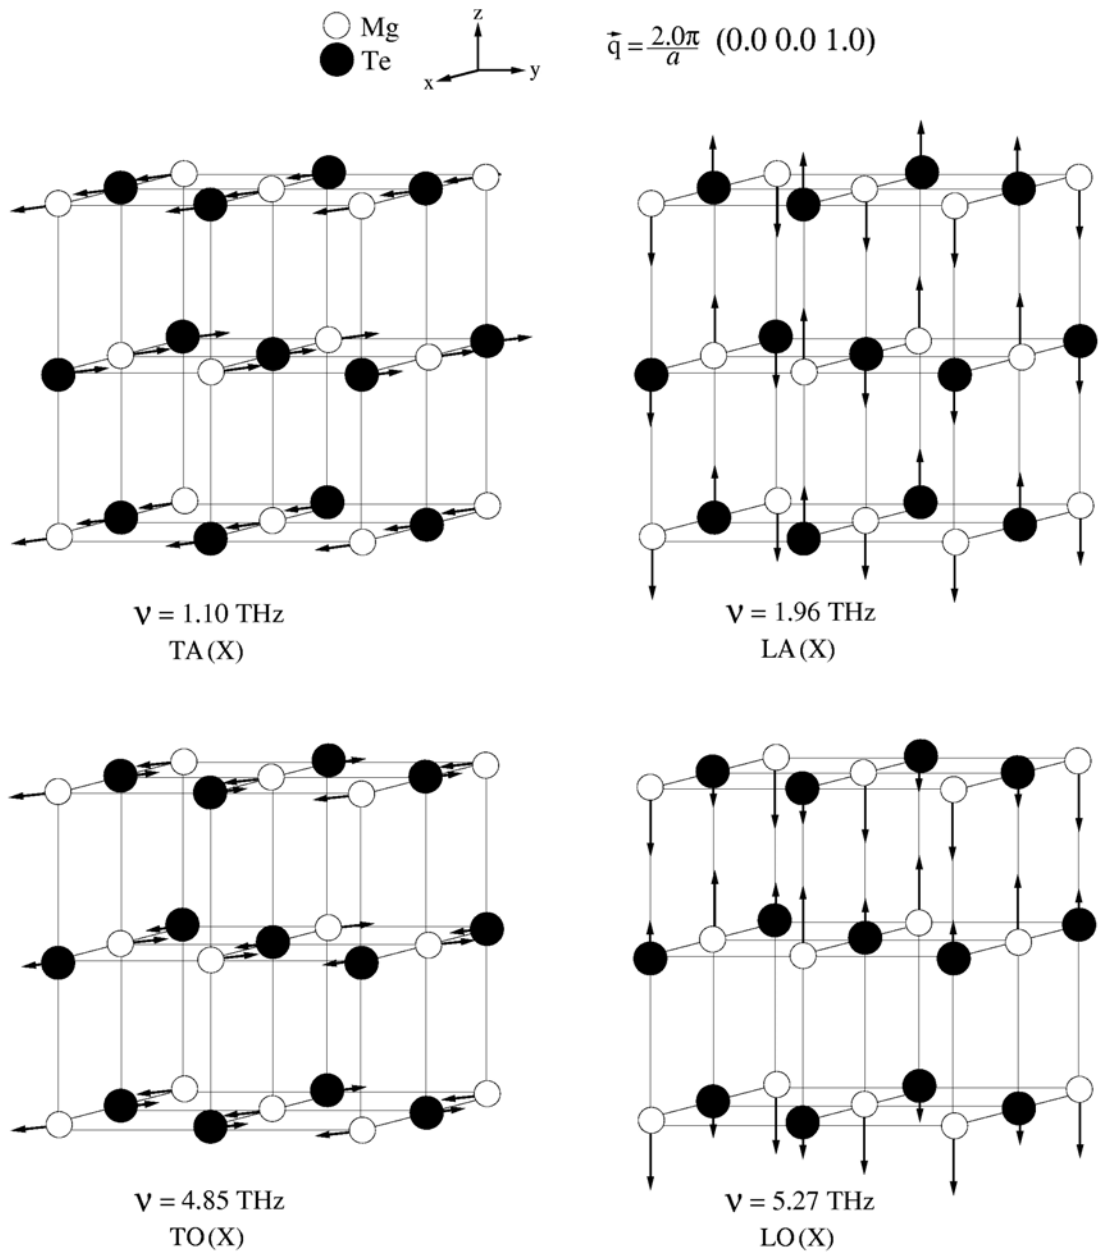 Mg
Te
z
x
y
q⃗ = 2.0π/a (0.0 0.0 1.0)
ν = 1.10 THz
TA (X)
ν = 1.96 THz
LA (X)
ν = 4.85 THz
TO (X)
ν = 5.27 THz
LO (X)